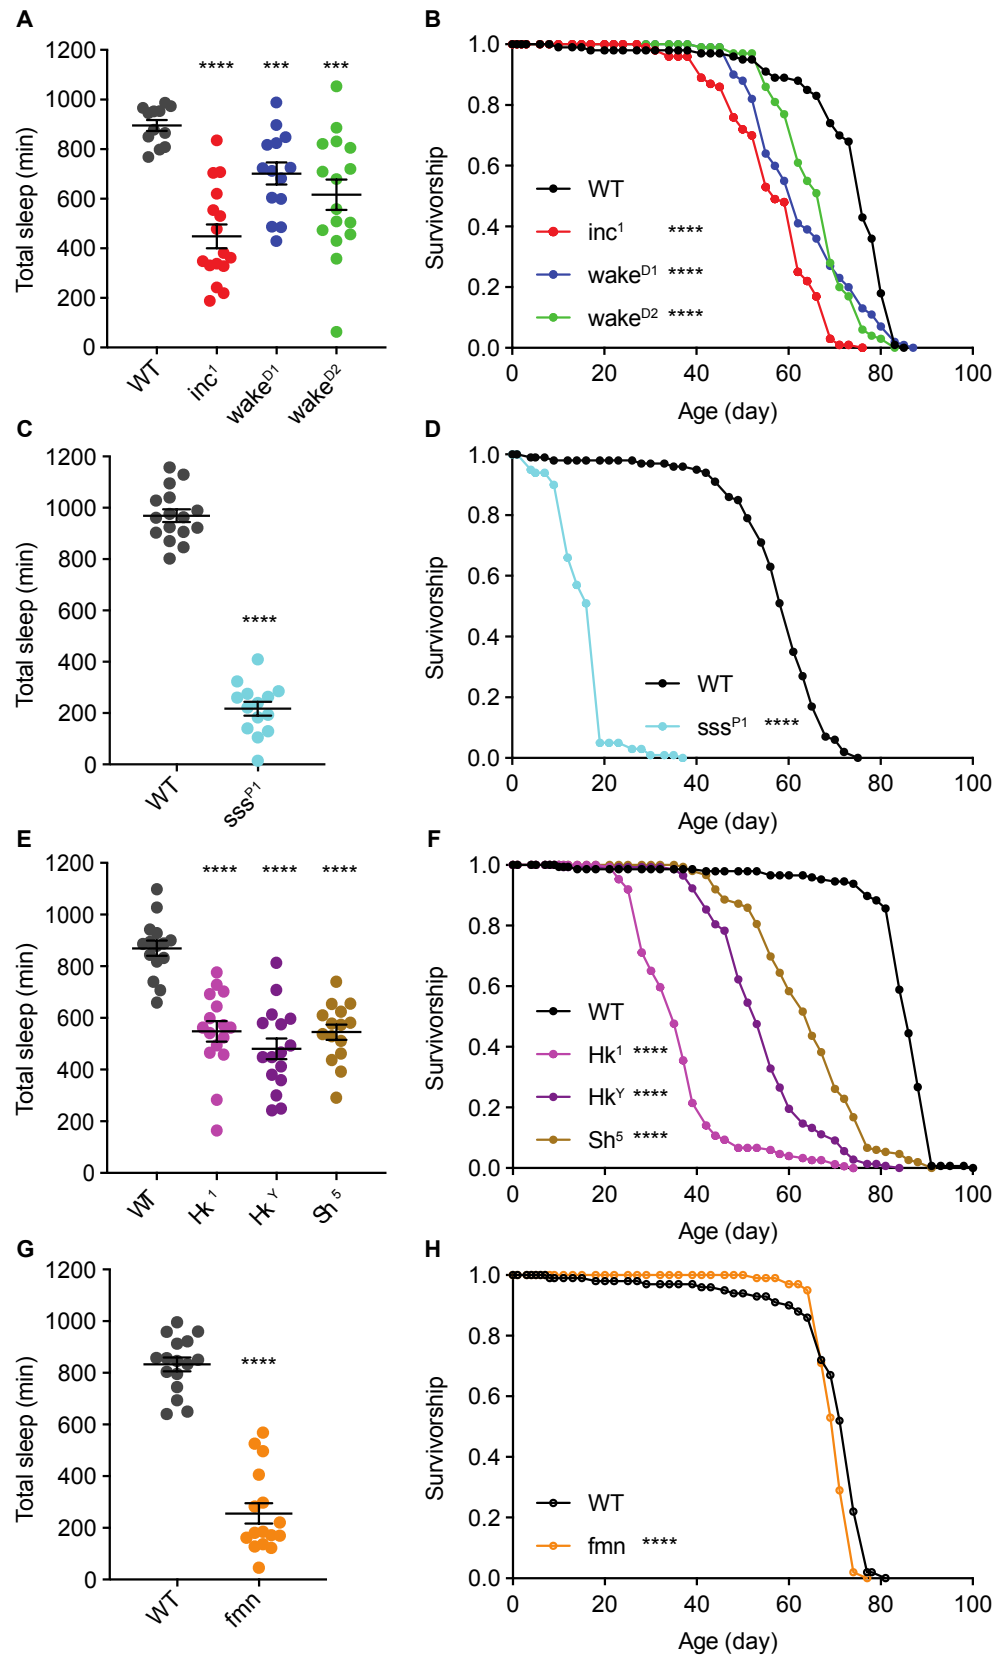 A
Total sleep (min)
1200
1000
800
600
400
200
0
**** *** ***
WT inc1 wakeD1 wakeD2
B
Survivorship
1.0
0.8
0.6
0.4
0.2
0.0
WT
inc1 ****
wakeD1 ****
wakeD2 ****
0 20 40 60 80 100
Age (day)
C
Total sleep (min)
1200
1000
800
600
400
200
0
****
WT sssP1
D
Survivorship
1.0
0.8
0.6
0.4
0.2
0.0
WT
sssP1 ****
0 20 40 60 80 100
Age (day)
E
Total sleep (min)
1200
1000
800
600
400
200
0
**** **** ****
WT Hk1 HkY Sh5
F
Survivorship
1.0
0.8
0.6
0.4
0.2
0.0
WT
Hk1 ****
HkY ****
Sh5 ****
0 20 40 60 80 100
Age (day)
G
Total sleep (min)
1200
1000
800
600
400
200
0
****
WT fmn
H
Survivorship
1.0
0.8
0.6
0.4
0.2
0.0
WT
fmn ****
0 20 40 60 80 100
Age (day)